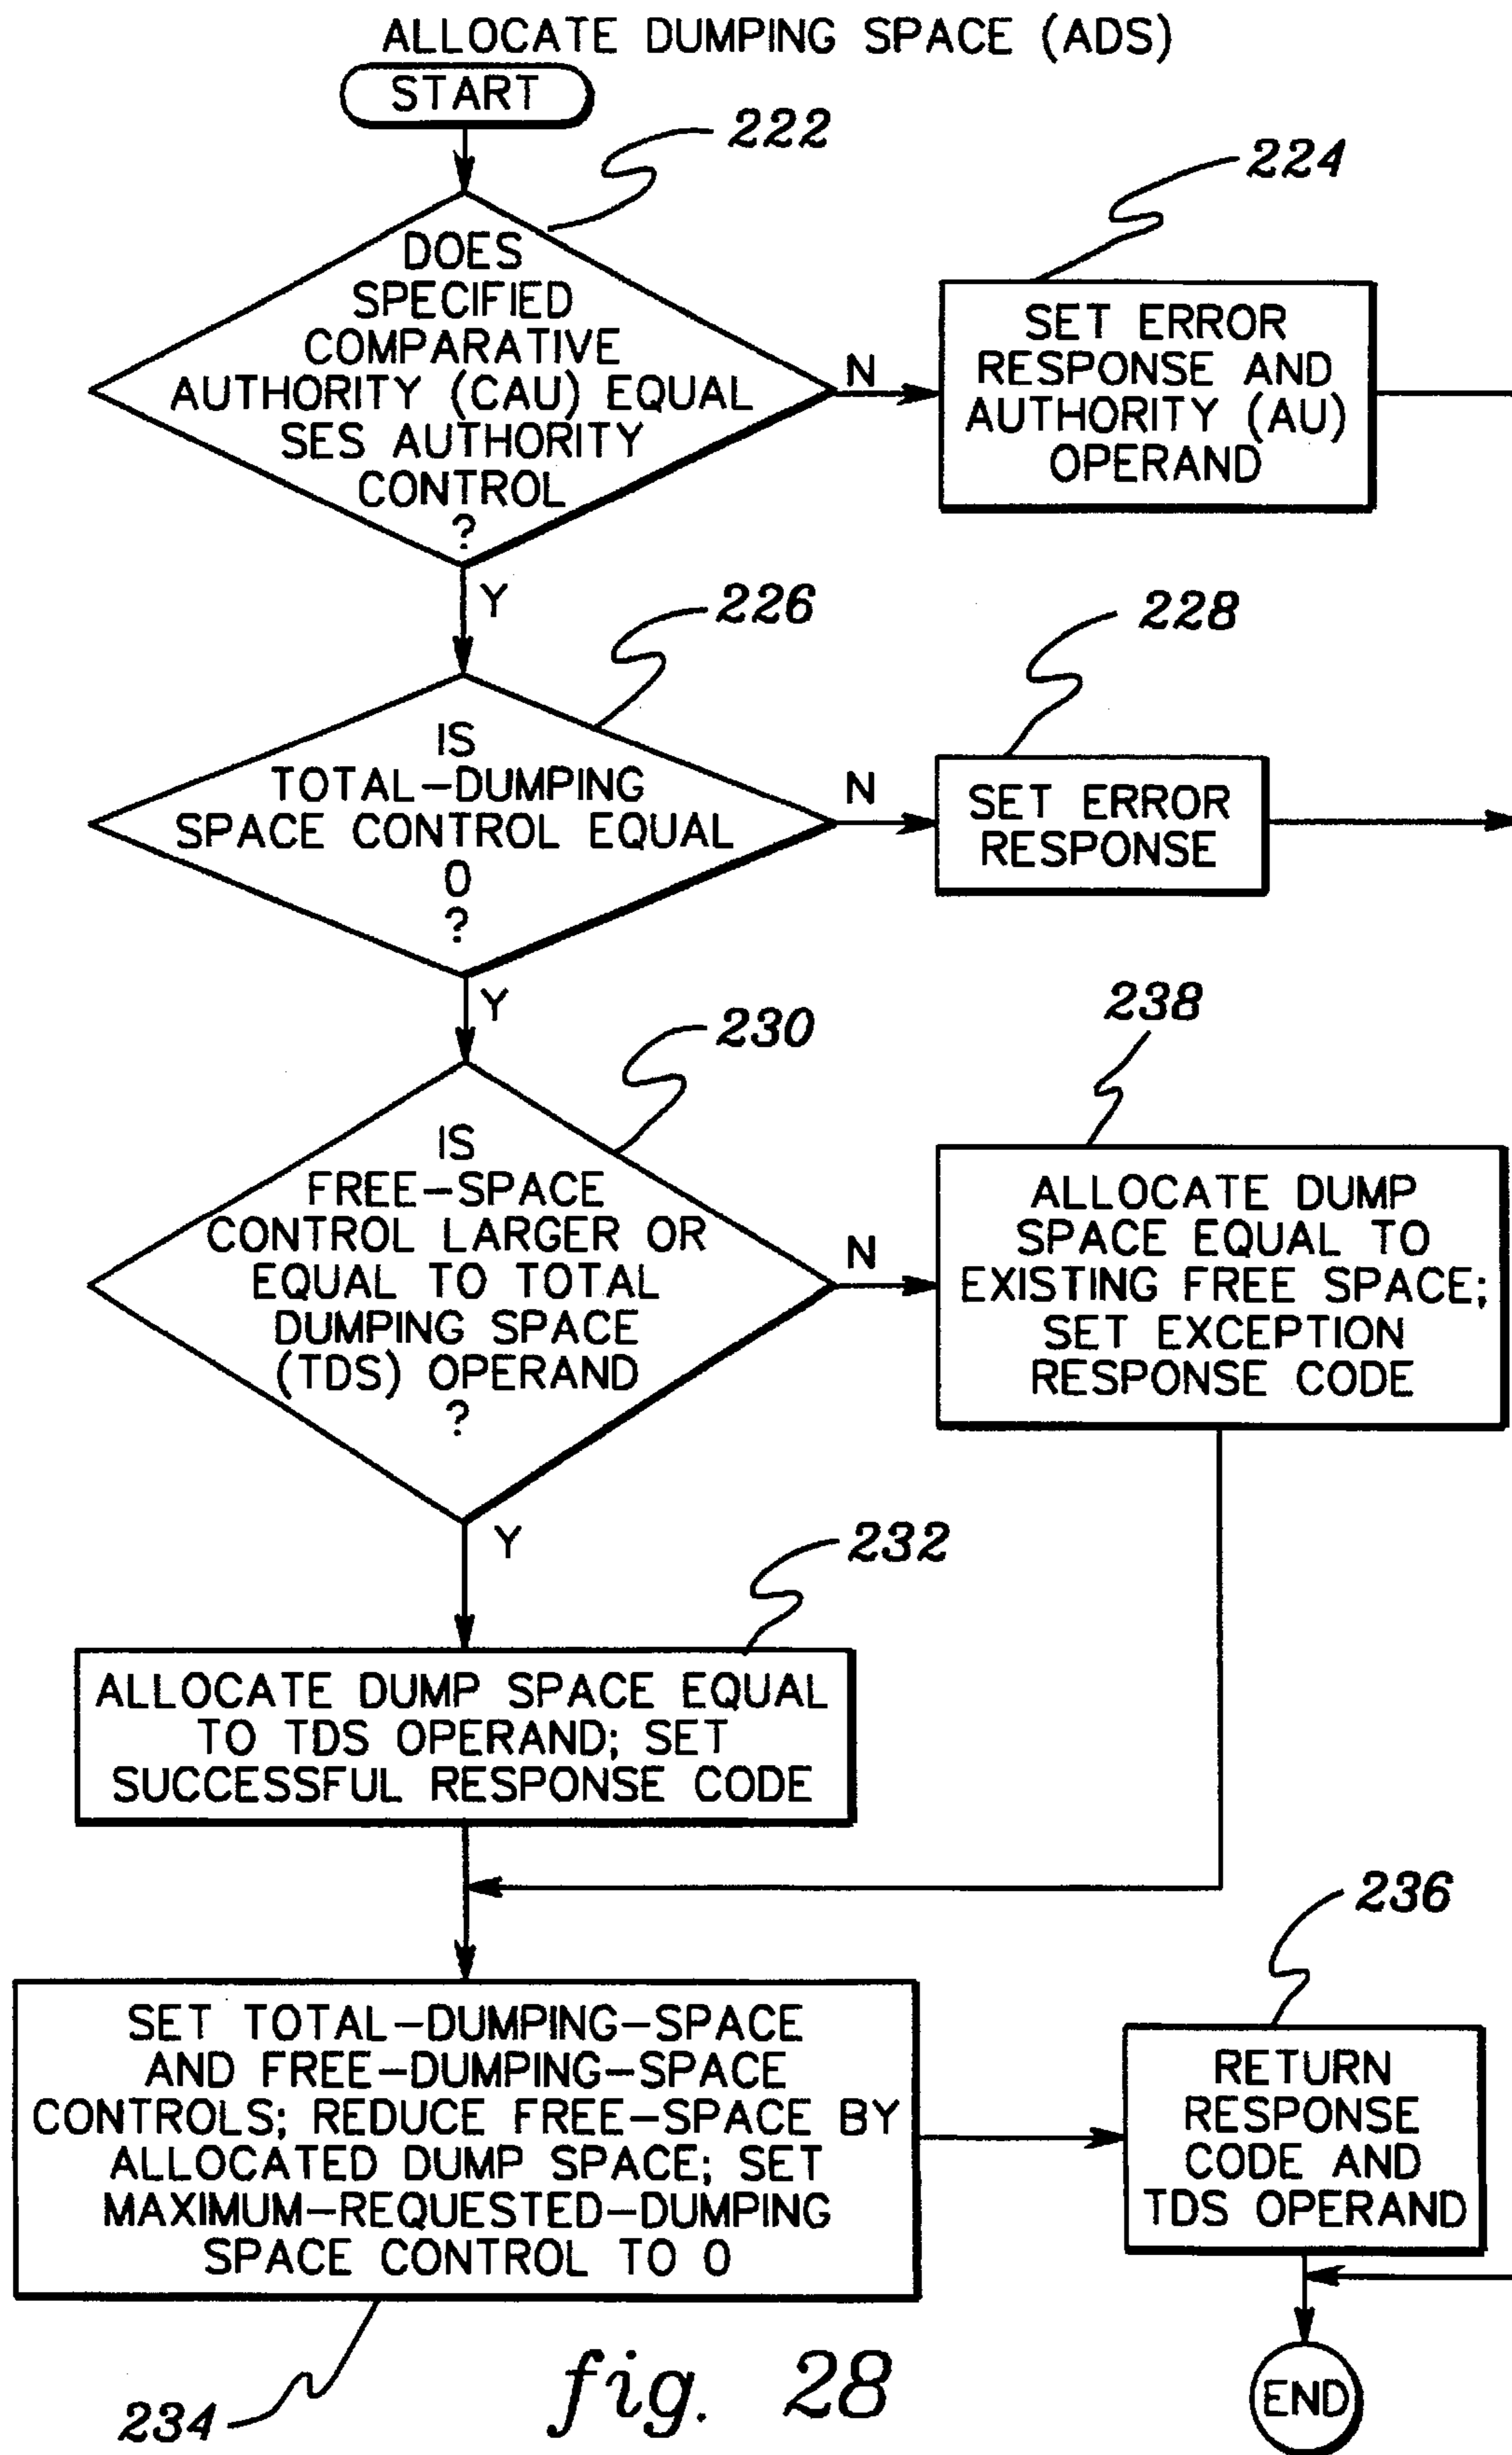 ALLOCATE DUMPING SPACE (ADS)
START
222
DOES
SPECIFIED
COMPARATIVE
AUTHORITY (CAU) EQUAL
SES AUTHORITY
CONTROL
?
N
224
SET ERROR
RESPONSE AND
AUTHORITY (AU)
OPERAND
Y
226
IS
TOTAL-DUMPING
SPACE CONTROL EQUAL
0
?
N
228
SET ERROR
RESPONSE
Y
230
IS
FREE-SPACE
CONTROL LARGER OR
EQUAL TO TOTAL
DUMPING SPACE
(TDS) OPERAND
?
N
238
ALLOCATE DUMP
SPACE EQUAL TO
EXISTING FREE SPACE;
SET EXCEPTION
RESPONSE CODE
Y
232
ALLOCATE DUMP SPACE EQUAL
TO TDS OPERAND; SET
SUCCESSFUL RESPONSE CODE
SET TOTAL-DUMPING-SPACE
AND FREE-DUMPING-SPACE
CONTROLS; REDUCE FREE-SPACE BY
ALLOCATED DUMP SPACE; SET
MAXIMUM-REQUESTED-DUMPING
SPACE CONTROL TO 0
234
236
RETURN
RESPONSE
CODE AND
TDS OPERAND
END
fig. 28